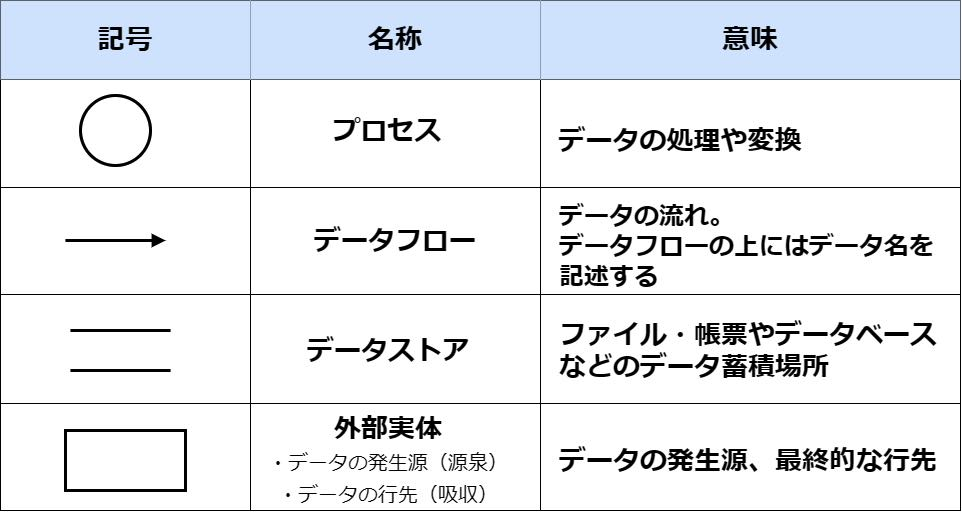 記号
名称
意味
プロセス
データの処理や変換
データフロー
データの流れ。
データフローの上にはデータ名を
記述する
データストア
ファイル・帳票やデータベース
などのデータ蓄積場所
外部実体
・データの発生源（源泉）
・データの行先（吸収）
データの発生源、最終的な行先